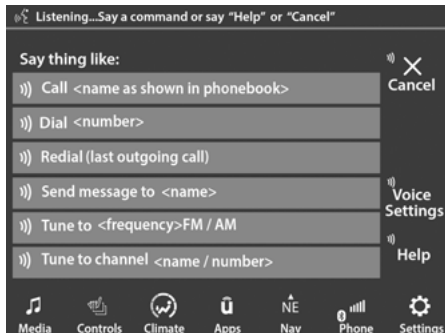 Listening...Say a command or say “Help” or “Cancel”
Say thing like:
Call <name as shown in phonebook>
Dial <number>
Redial (last outgoing call)
Send message to <name>
Tune to <frequency>FM / AM
Tune to channel <name / number>
Cancel
Voice
Settings
Help
NE
Media Controls Climate Apps Nav Phone Settings